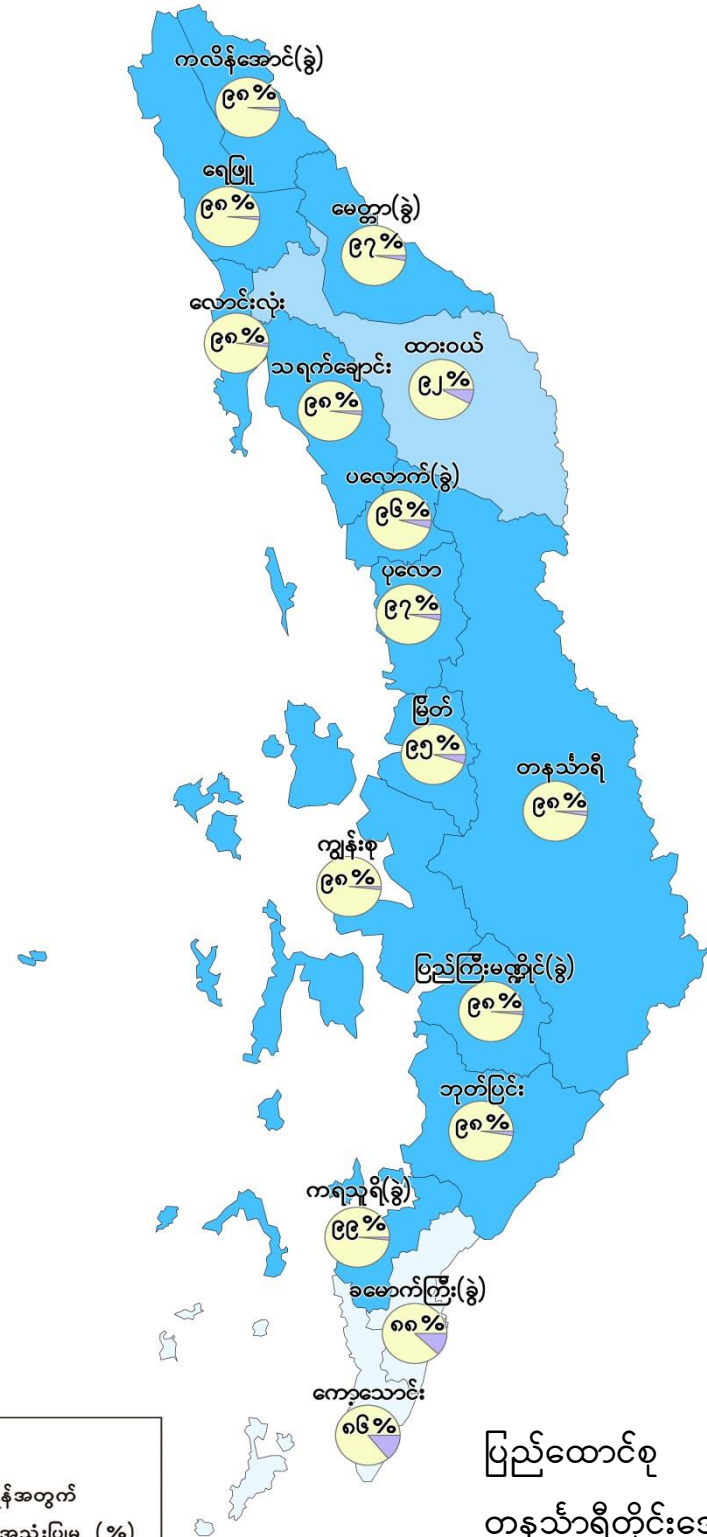 ကလိန်အောင်(ခွဲ)
၉၈%
ရေဖြူ
၉၈%
မေတ္တာ(ခွဲ)
၉၇%
လောင်းလုံး
၉၈%
ထားဝယ်
၉၂%
သရက်ချောင်း
၉၈%
ပလောက်(ခွဲ)
၉၆%
ပုလော
၉၇%
မြိတ်
၉၅%
တနင်္သာရီ
၉၈%
ကျွန်းစု
၉၈%
ပြည်ကြီးမဏ္ဍိုင်(ခွဲ)
၉၈%
ဘုတ်ပြင်း
၉၈%
ကရသူရိ(ခွဲ)
၉၉%
ခမောက်ကြီး(ခွဲ)
၈၈%
ကော့သောင်း
၈၆%
ပြည်ထောင်စု
(%)